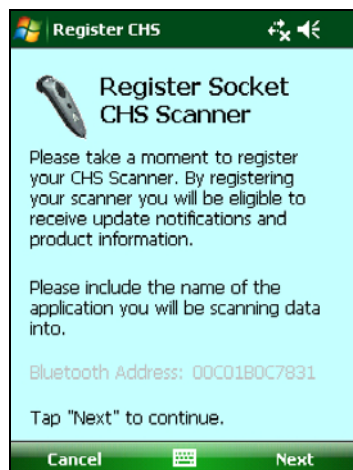 Register CHS
Register Socket
CHS Scanner
Please take a moment to register
your CHS Scanner. By registering
your scanner you will be eligible to
receive update notifications and
product information.
Please include the name of the
application you will be scanning data
into.
Bluetooth Address: 00C01B0C7831
Tap "Next" to continue.
Cancel
Next